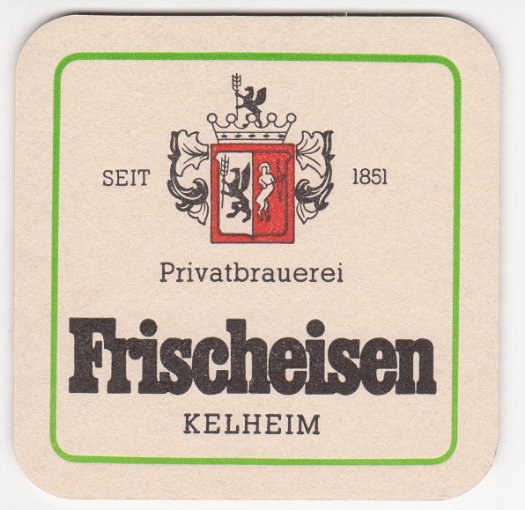 SEIT 1851
Privatbrauerei
Frischeisen
KELHEIM